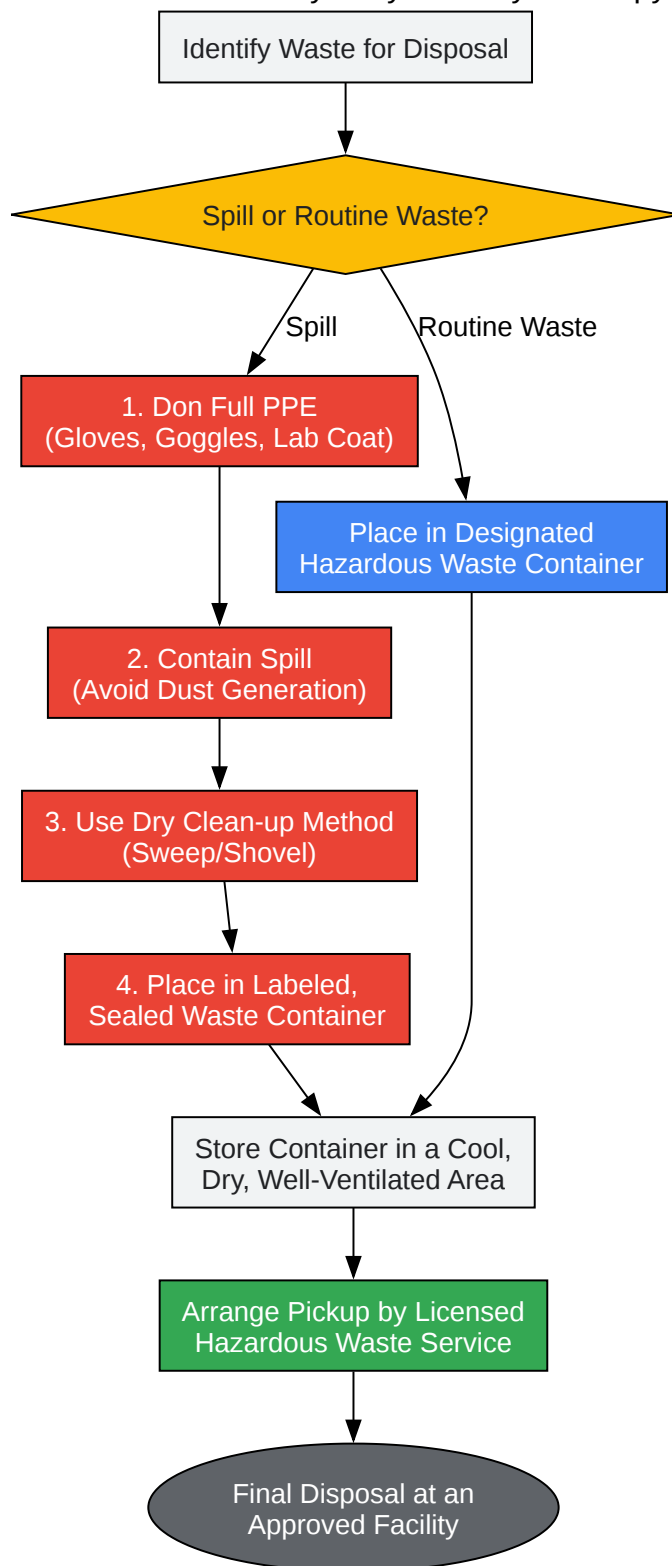 Identify Waste for Disposal
Spill or Routine Waste?
Spill
Routine Waste
1. Don Full PPE
(Gloves, Goggles, Lab Coat)
Place in Designated
Hazardous Waste Container
2. Contain Spill
(Avoid Dust Generation)
3. Use Dry Clean-up Method
(Sweep/Shovel)
4. Place in Labeled,
Sealed Waste Container
Store Container in a Cool,
Dry, Well-Ventilated Area
Arrange Pickup by Licensed
Hazardous Waste Service
Final Disposal at an
Approved Facility